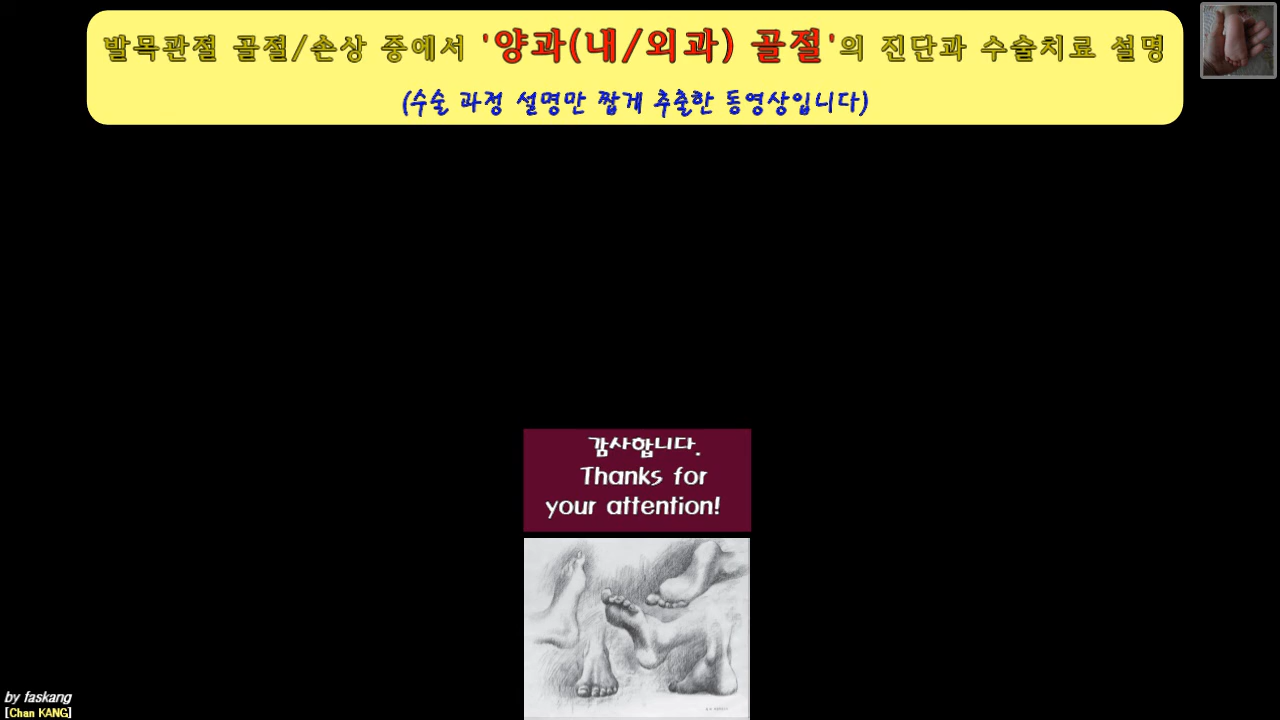 발목관절 골절/손상 중에서 '양과(내/외과) 골절'의 진단과 수술치료 설명
(수술 과정 설명만 짧게 추출한 동영상입니다)
감사합니다.
Thanks for
your attention!
by faskang
[Chan KANG]